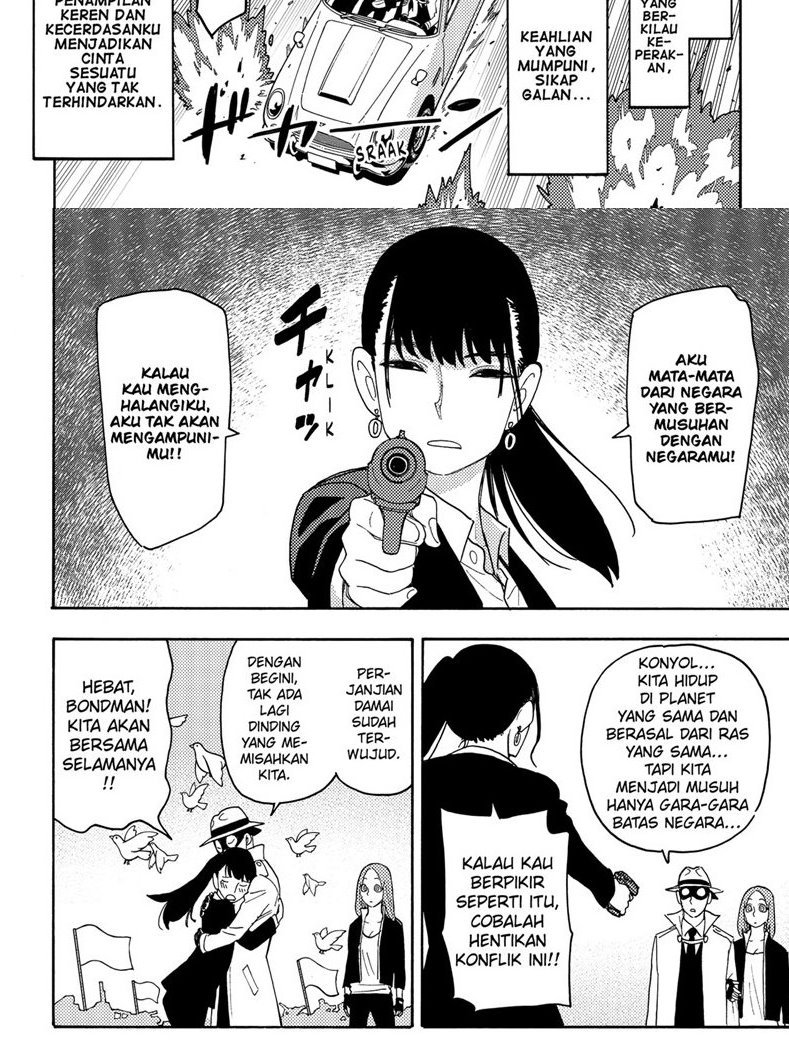 YANG
BER-
KILAU
KE-
PERAK-
AN,
KEAHLIAN
YANG
MUMPUNI,
SIKAP
GALAN...
PENAMPILAN
KEREN DAN
KECERDASANKU
MENJADIKAN
CINTA
SESUATU
YANG TAK
TERHINDARKAN.
SRAAK
AKU
MATA-MATA
DARI NEGARA
YANG BER-
MUSUHAN
DENGAN
NEGARAMU!
チャッ
KLIK
KALAU
KAU MENG-
HALANGIKU,
AKU TAK AKAN
MENGAMPUNI-
MU!!
KONYOL...
KITA HIDUP
DI PLANET
YANG SAMA DAN
BERASAL DARI RAS
YANG SAMA...
TAPI KITA
MENJADI MUSUH
HANYA GARA-GARA
BATAS NEGARA...
KALAU KAU
BERPIKIR
SEPERTI ITU,
COBALAH
HENTIKAN
KONFLIK INI!!
PER-
JANJIAN
DAMAI
SUDAH
TER-
WUJUD.
DENGAN
BEGINI,
TAK ADA
LAGI
DINDING
YANG ME-
MISAHKAN
KITA.
HEBAT,
BONDMAN!
KITA AKAN
BERSAMA
SELAMANYA
!!